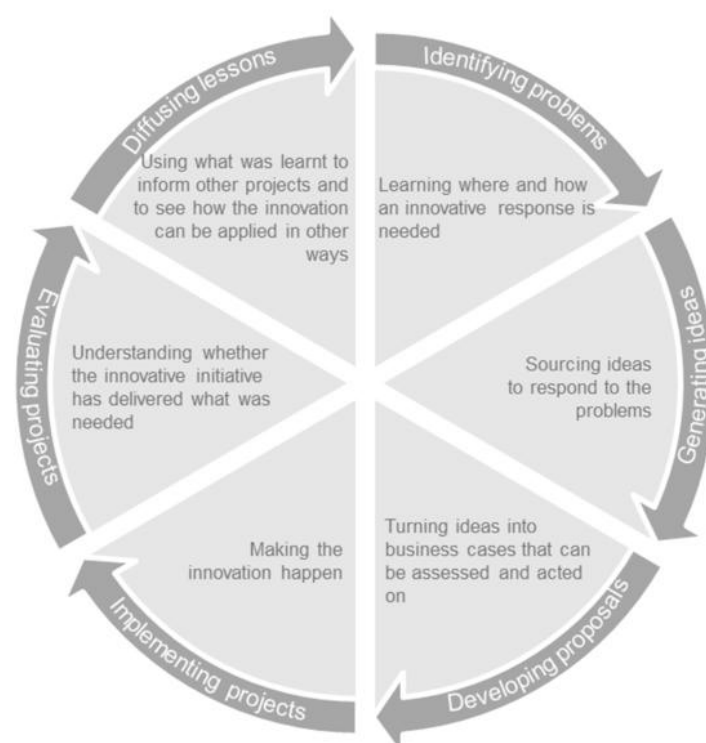 Identifying problems
Learning where and how
an innovative response is
needed
Generating ideas
Sourcing ideas
to respond to the
problems
Developing proposals
Turning ideas into
business cases that can
be assessed and acted
on
Implementing projects
Making the
innovation happen
Evaluating projects
Understanding whether
the innovative initiative
has delivered what was
needed
Diffusing lessons
Using what was learnt to
inform other projects and
to see how the innovation
can be applied in other
ways